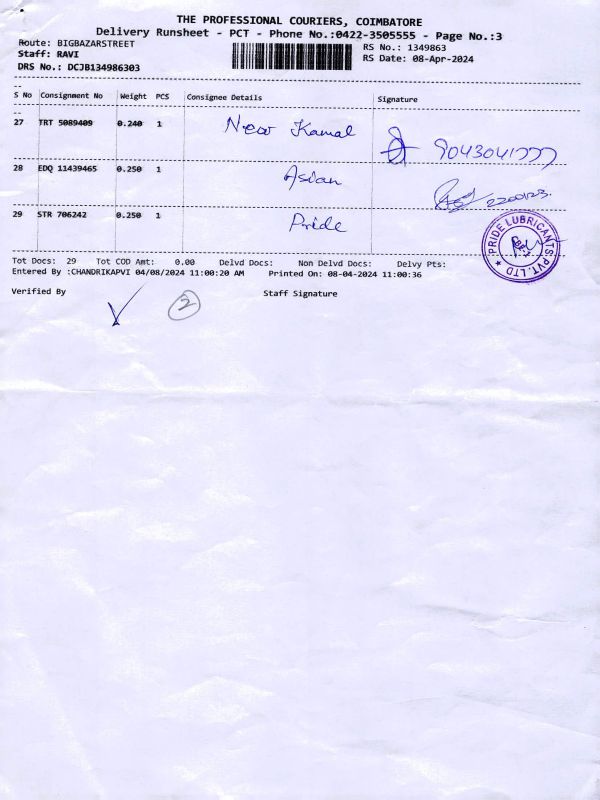 THE PROFESSIONAL COURIERS, COIMBATORE
Delivery Runsheet - PCT - Phone No.:0422-3505555 - Page No.:3
Route: BIGBAZARSTREET
RS No.: 1349863
Staff: RAVI
RS Date: 08-Apr-2024
DRS No.: DCJB134986303
S No Consignment No Weight PCS Consignee Details Signature
27 TRT 5089409 0.240 1 New Kamal 9043041777
28 EDQ 11439465 0.250 1 Asian 2200123.
29 STR 706242 0.250 1 Pride
PRIDE LUBRICANTS PVT. LTD ★
Tot Docs: 29 Tot COD Amt: 0.00 Delvd Docs: Non Delvd Docs: Delvy Pts:
Entered By :CHANDRIKAPVI 04/08/2024 11:00:20 AM Printed On: 08-04-2024 11:00:36
Verified By Staff Signature
2